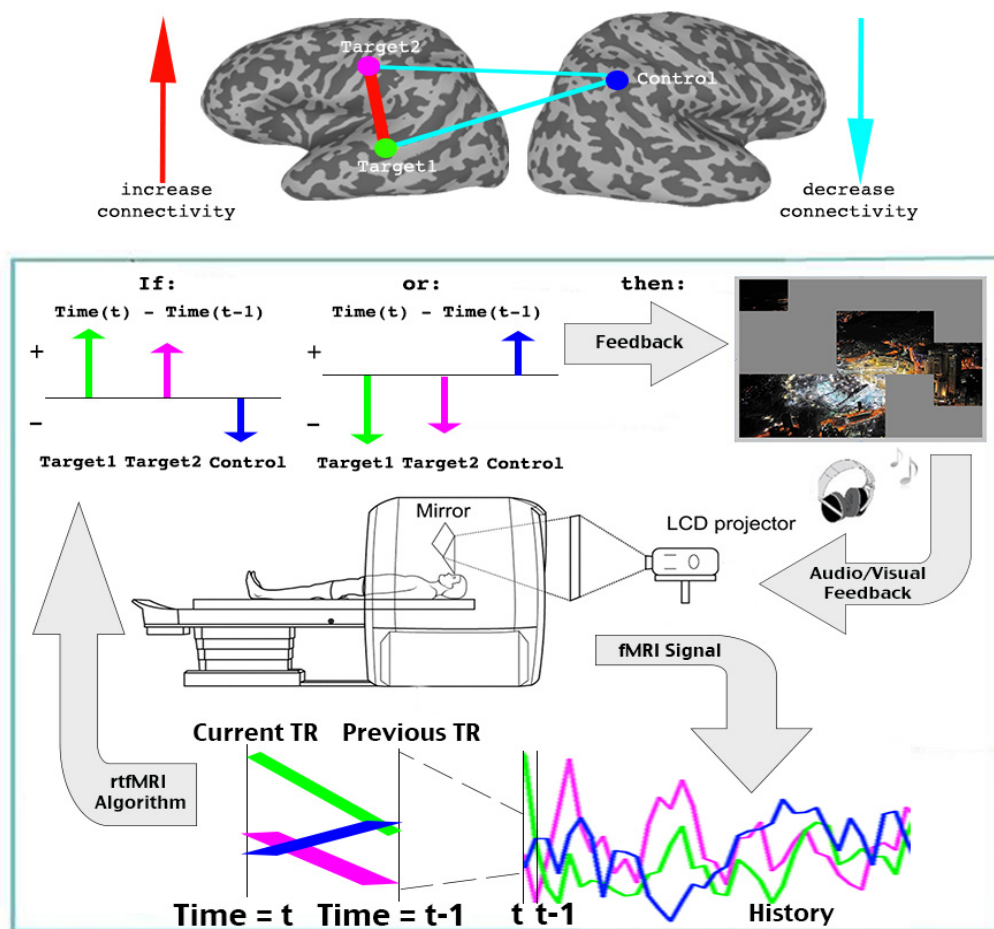 Target2
Control
Target1
increase
connectivity
decrease
connectivity
If:
or:
then:
Time(t) - Time(t-1)
Time(t) - Time(t-1)
Feedback
+
+
-
-
Target1 Target2 Control
Target1 Target2 Control
Mirror
LCD projector
Audio/Visual
Feedback
fMRI Signal
Current TR
Previous TR
rtfMRI
Algorithm
Time = t
Time = t-1
t t-1
History